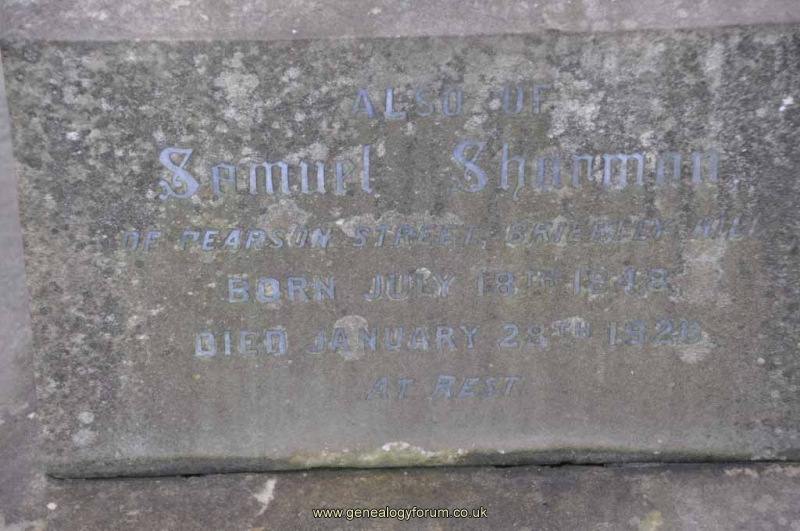 ALSO OF
Samuel Sharman
OF PEARSON STREET, BRIERLEY HILL
BORN JULY 18TH 1848,
DIED JANUARY 28TH 1928.
AT REST
www.genealogyforum.co.uk